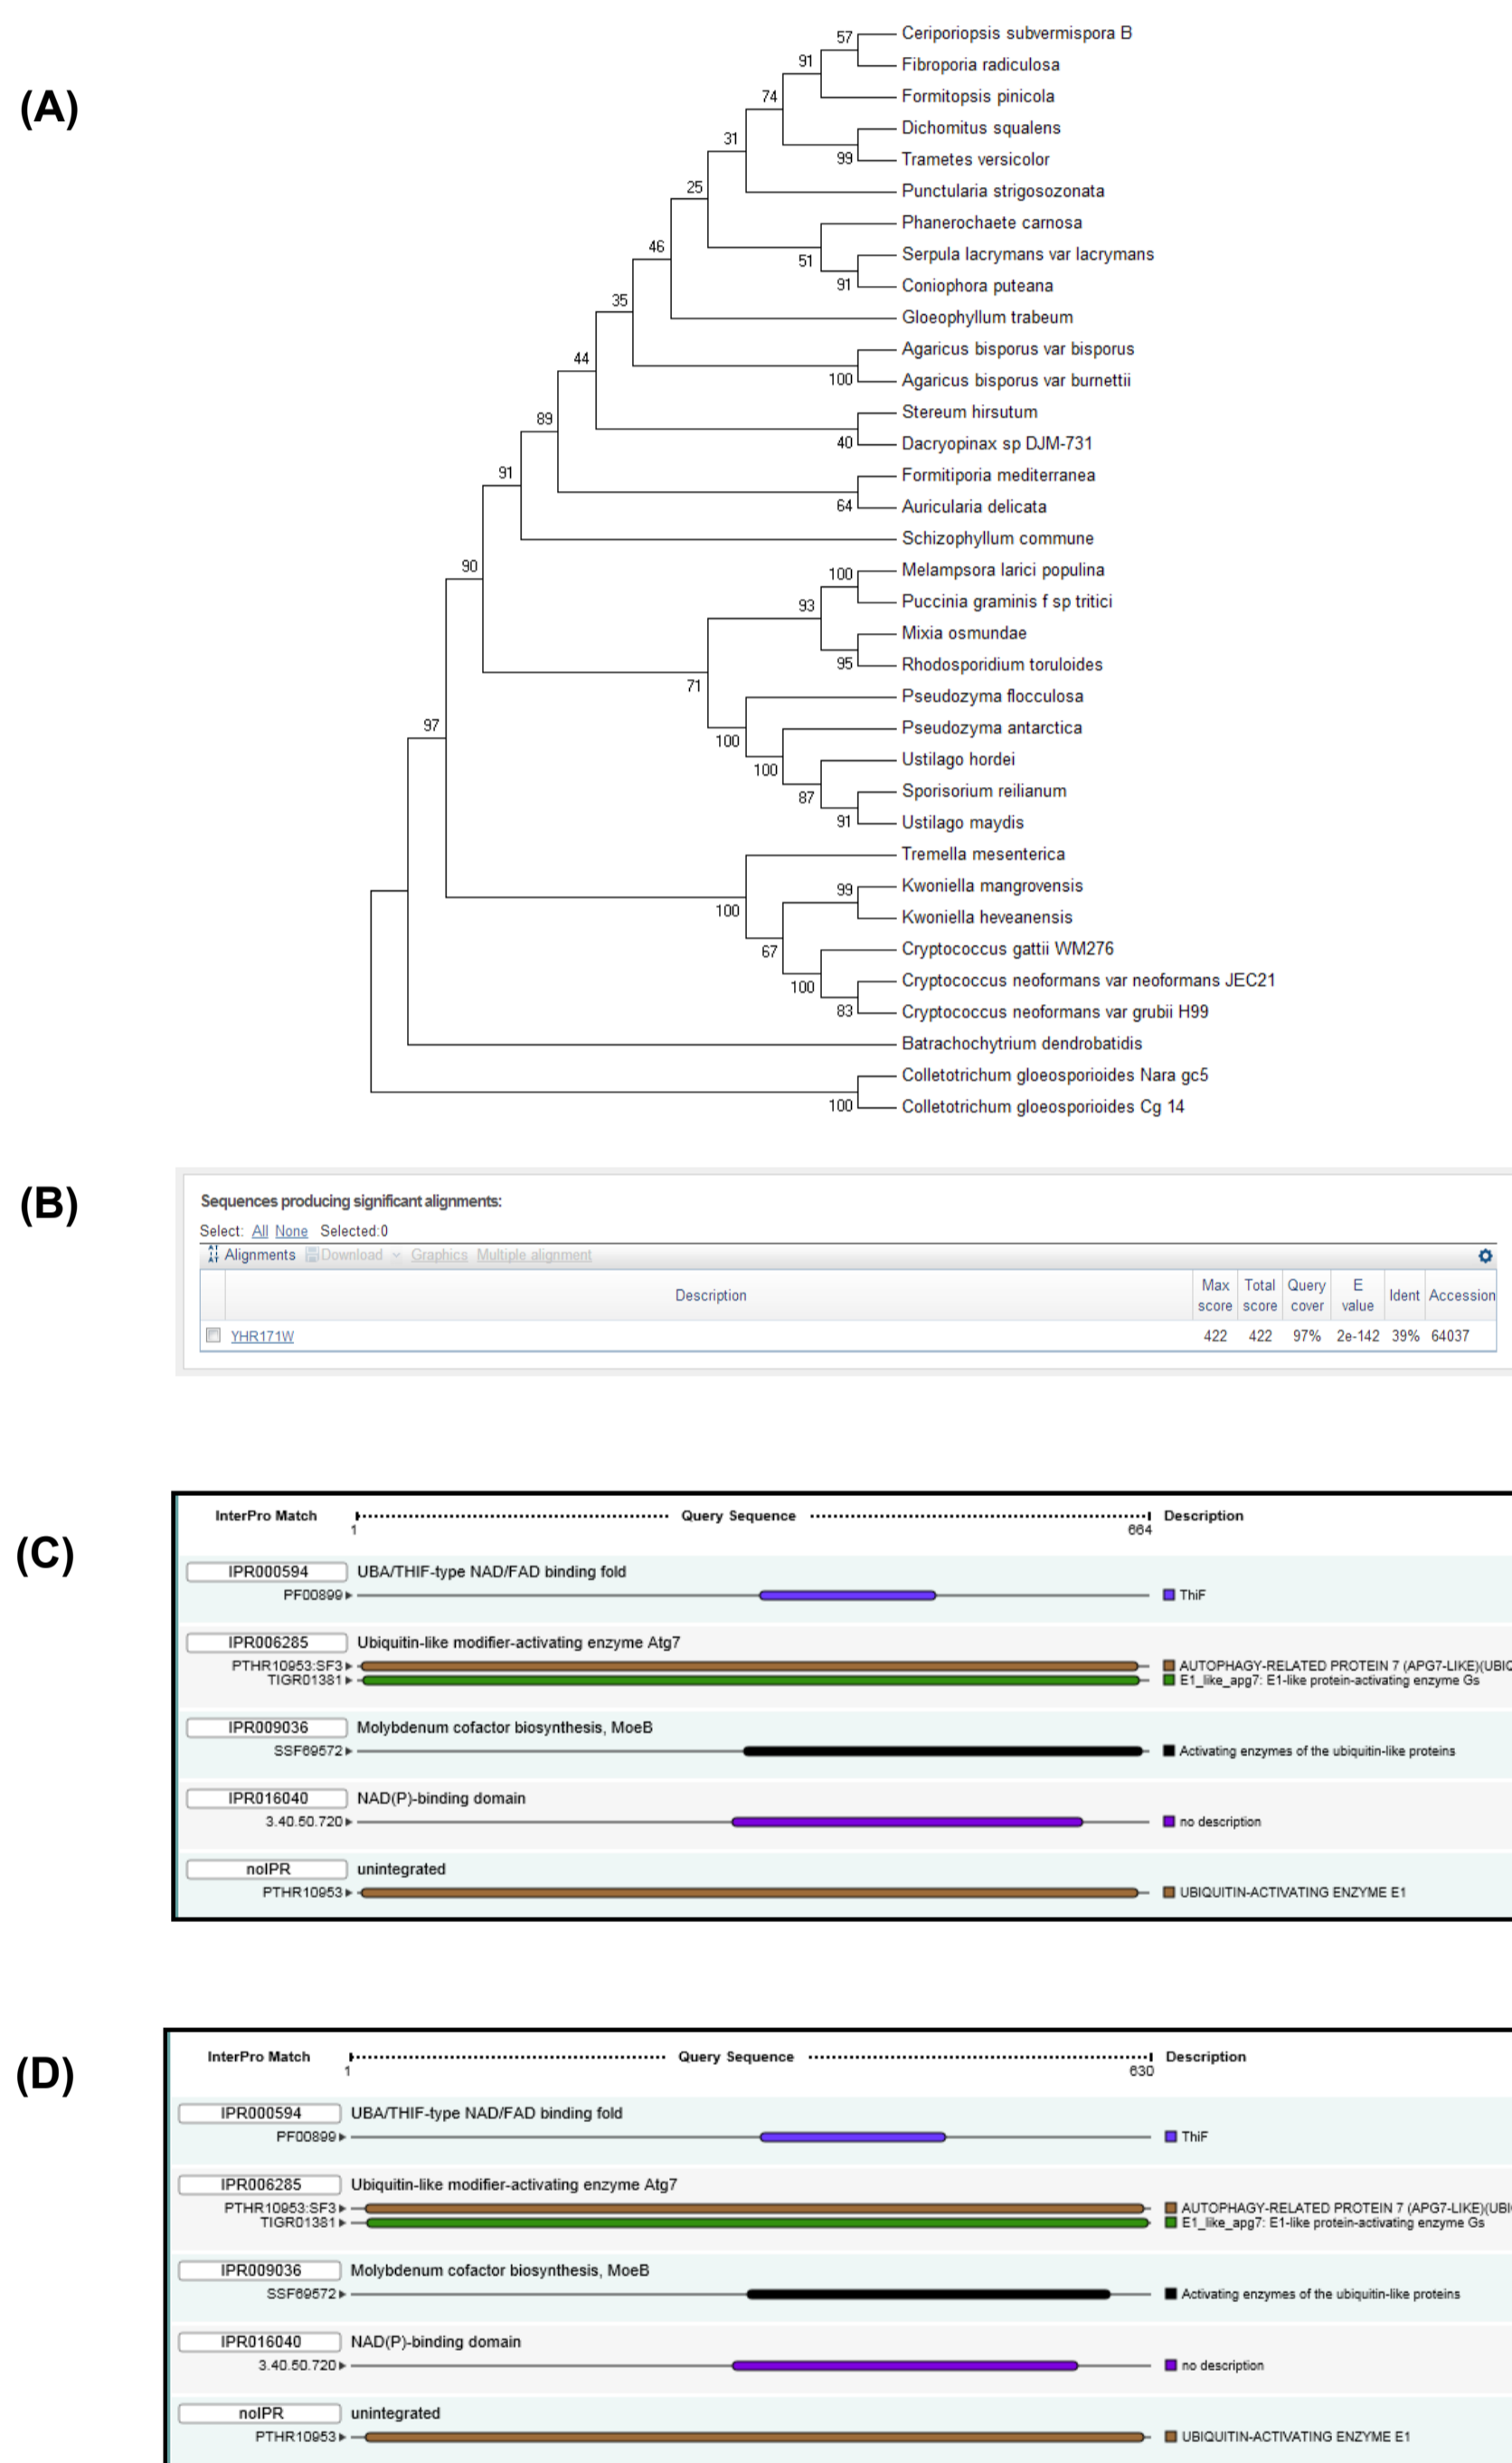 (A)
57
Ceriporiopsis subvermispora B
91
Fibroporia radiculosa
74
Formitopsis pinicola
Dichomitus squalens
31
99
Trametes versicolor
25
Punctularia strigosozonata
Phanerochaete carnosa
46
51
Serpula lacrymans var lacrymans
91
Coniophora puteana
35
Gloeophyllum trabeum
44
Agaricus bisporus var bisporus
100
Agaricus bisporus var burnettii
89
Stereum hirsutum
40
Dacryopinax sp DJM-731
91
Formitiporia mediterranea
64
Auricularia delicata
Schizophyllum commune
90
100
Melampsora larici populina
93
Puccinia graminis f sp tritici
Mixia osmundae
95
Rhodosporidium toruloides
71
Pseudozyma flocculosa
97
100
Pseudozyma antarctica
100
Ustilago hordei
87
Sporisorium reilianum
91
Ustilago maydis
Tremella mesenterica
99
Kwoniella mangrovensis
100
Kwoniella heveanensis
67
Cryptococcus gattii WM276
100
Cryptococcus neoformans var neoformans JEC21
83
Cryptococcus neoformans var grubii H99
Batrachochytrium dendrobatidis
Colletotrichum gloeosporioides Nara gc5
100
Colletotrichum gloeosporioides Cg 14
(B)
Sequences producing significant alignments:
Select: All None Selected:0
Alignments Download Graphics Multiple alignment
Description Max score Total score Query cover E value Ident Accession
YHR171W 422 422 97% 2e-142 39% 64037
(C)
InterPro Match Query Sequence Description
1 664
IPR000594 UBA/THIF-type NAD/FAD binding fold
PF00899 ThiF
IPR006285 Ubiquitin-like modifier-activating enzyme Atg7
PTHR10953:SF3 AUTOPHAGY-RELATED PROTEIN 7 (APG7-LIKE)(UBIQ
TIGR01381 E1_like_apg7: E1-like protein-activating enzyme Gs
IPR009036 Molybdenum cofactor biosynthesis, MoeB
SSF69572 Activating enzymes of the ubiquitin-like proteins
IPR016040 NAD(P)-binding domain
3.40.50.720 no description
noIPR unintegrated
PTHR10953 UBIQUITIN-ACTIVATING ENZYME E1
(D)
InterPro Match Query Sequence Description
1 630
IPR000594 UBA/THIF-type NAD/FAD binding fold
PF00899 ThiF
IPR006285 Ubiquitin-like modifier-activating enzyme Atg7
PTHR10953:SF3 AUTOPHAGY-RELATED PROTEIN 7 (APG7-LIKE)(UBI
TIGR01381 E1_like_apg7: E1-like protein-activating enzyme Gs
IPR009036 Molybdenum cofactor biosynthesis, MoeB
SSF69572 Activating enzymes of the ubiquitin-like proteins
IPR016040 NAD(P)-binding domain
3.40.50.720 no description
noIPR unintegrated
PTHR10953 UBIQUITIN-ACTIVATING ENZYME E1